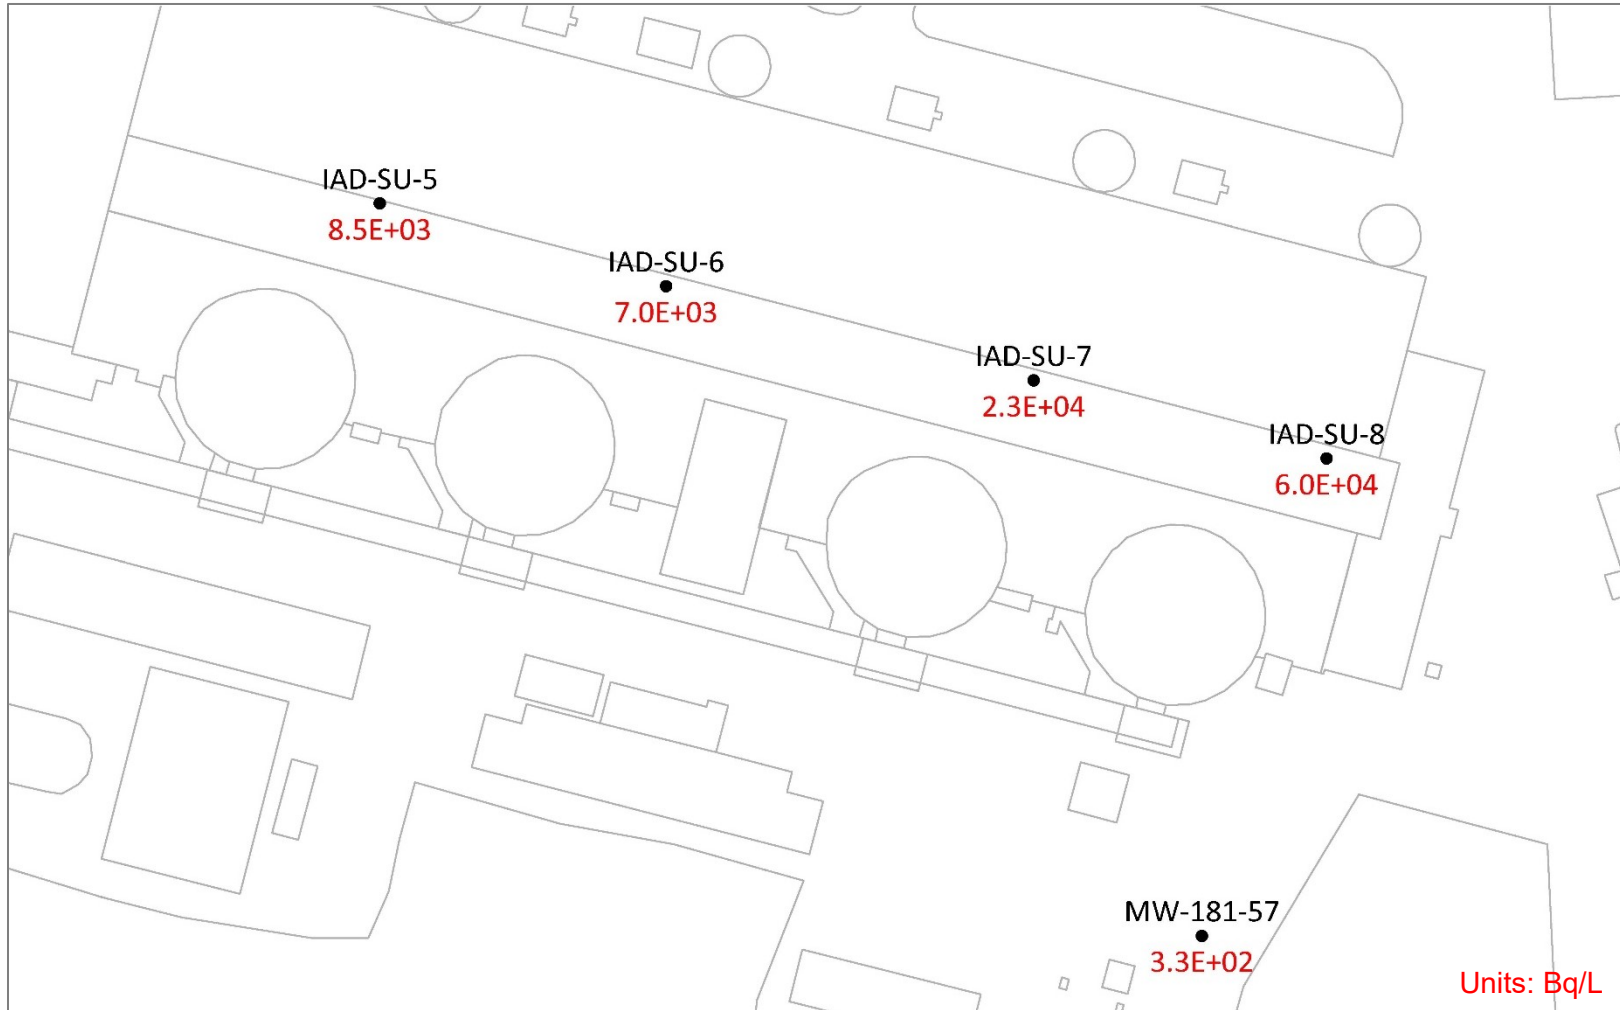 IAD-SU-5
8.5E+03
IAD-SU-6
7.0E+03
IAD-SU-7
2.3E+04
IAD-SU-8
6.0E+04
MW-181-57
3.3E+02
Units: Bq/L